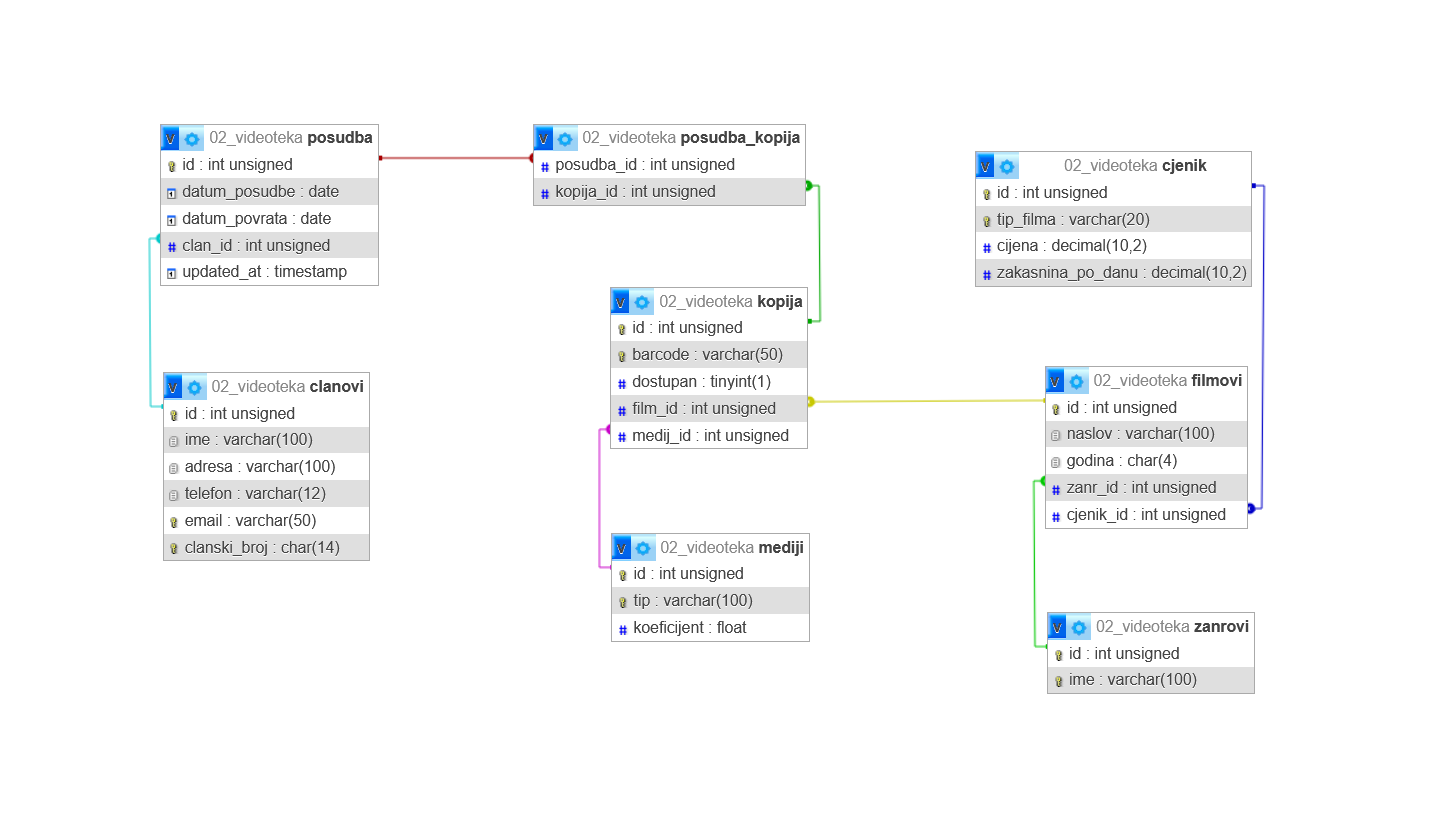 V 02_videoteka posudba
id : int unsigned
datum_posudbe : date
datum_povrata : date
# clan_id : int unsigned
updated_at : timestamp
V 02_videoteka posudba_kopija
# posudba_id : int unsigned
# kopija_id : int unsigned
V 02_videoteka cjenik
id : int unsigned
tip_filma : varchar(20)
# cijena : decimal(10,2)
# zakasnina_po_danu : decimal(10,2)
V 02_videoteka kopija
id : int unsigned
barcode : varchar(50)
# dostupan : tinyint(1)
# film_id : int unsigned
# medij_id : int unsigned
V 02_videoteka clanovi
id : int unsigned
ime : varchar(100)
adresa : varchar(100)
telefon : varchar(12)
email : varchar(50)
clanski_broj : char(14)
V 02_videoteka filmovi
id : int unsigned
naslov : varchar(100)
godina : char(4)
# zanr_id : int unsigned
# cjenik_id : int unsigned
V 02_videoteka mediji
id : int unsigned
tip : varchar(100)
# koeficijent : float
V 02_videoteka zanrovi
id : int unsigned
ime : varchar(100)